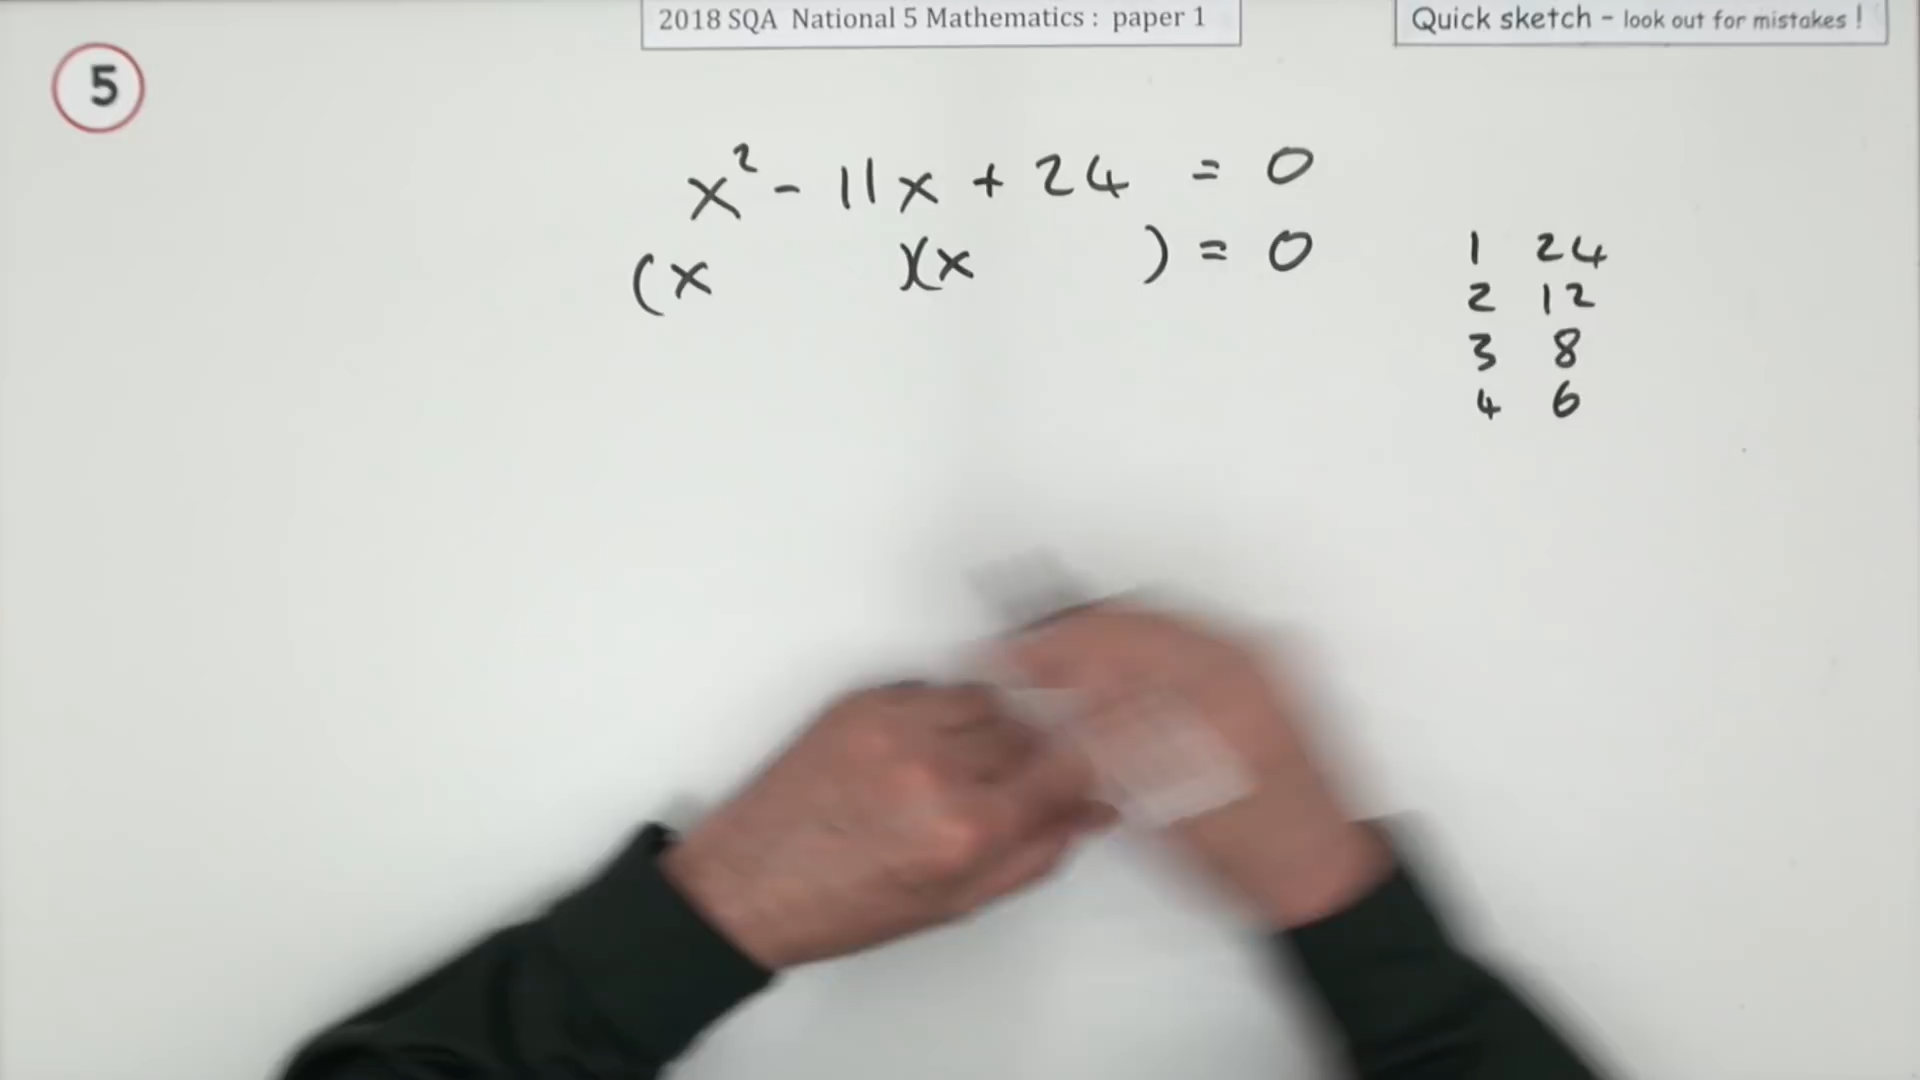 2018 SQA National 5 Mathematics : paper 1
Quick sketch - look out for mistakes !
5
x² - 11x + 24 = 0
(x )(x ) = 0
1 24
2 12
3 8
4 6